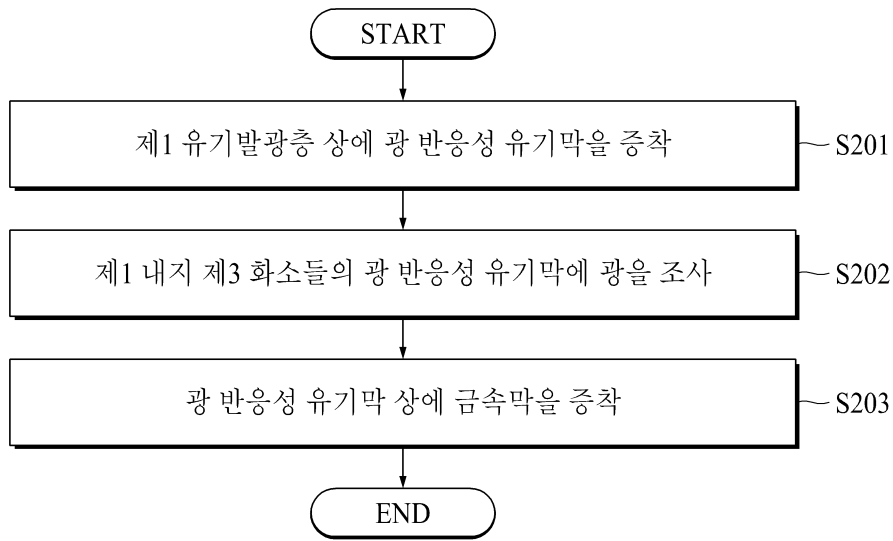 START
제1 유기발광층 상에 광 반응성 유기막을 증착
S201
제1 내지 제3 화소들의 광 반응성 유기막에 광을 조사
S202
광 반응성 유기막 상에 금속막을 증착
S203
END